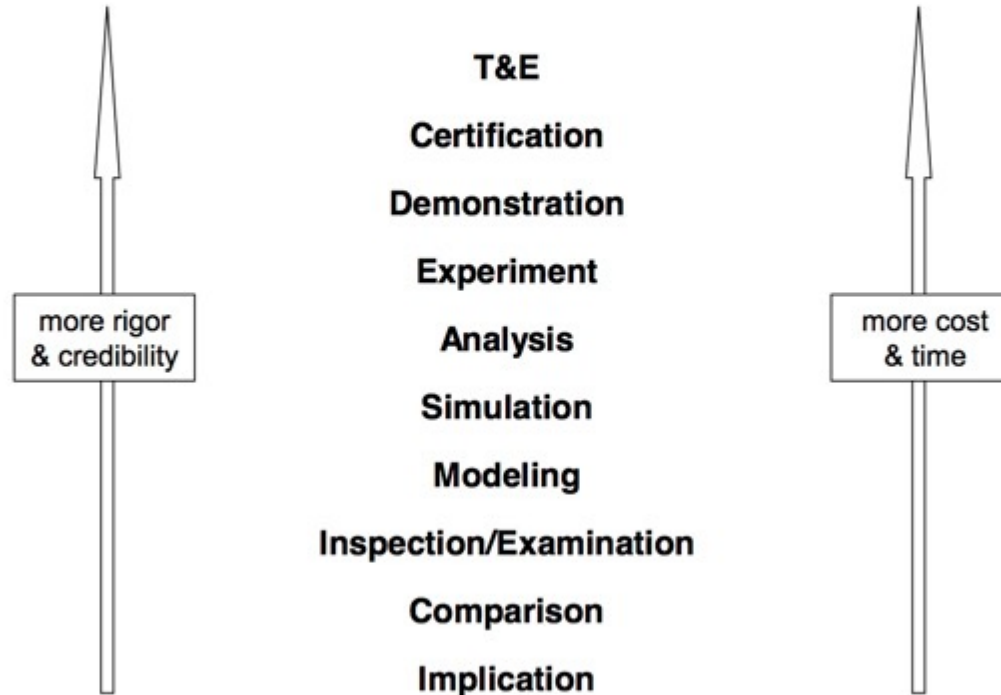 T&E
Certification
Demonstration
Experiment
more rigor
& credibility
Analysis
more cost
& time
Simulation
Modeling
Inspection/Examination
Comparison
Implication